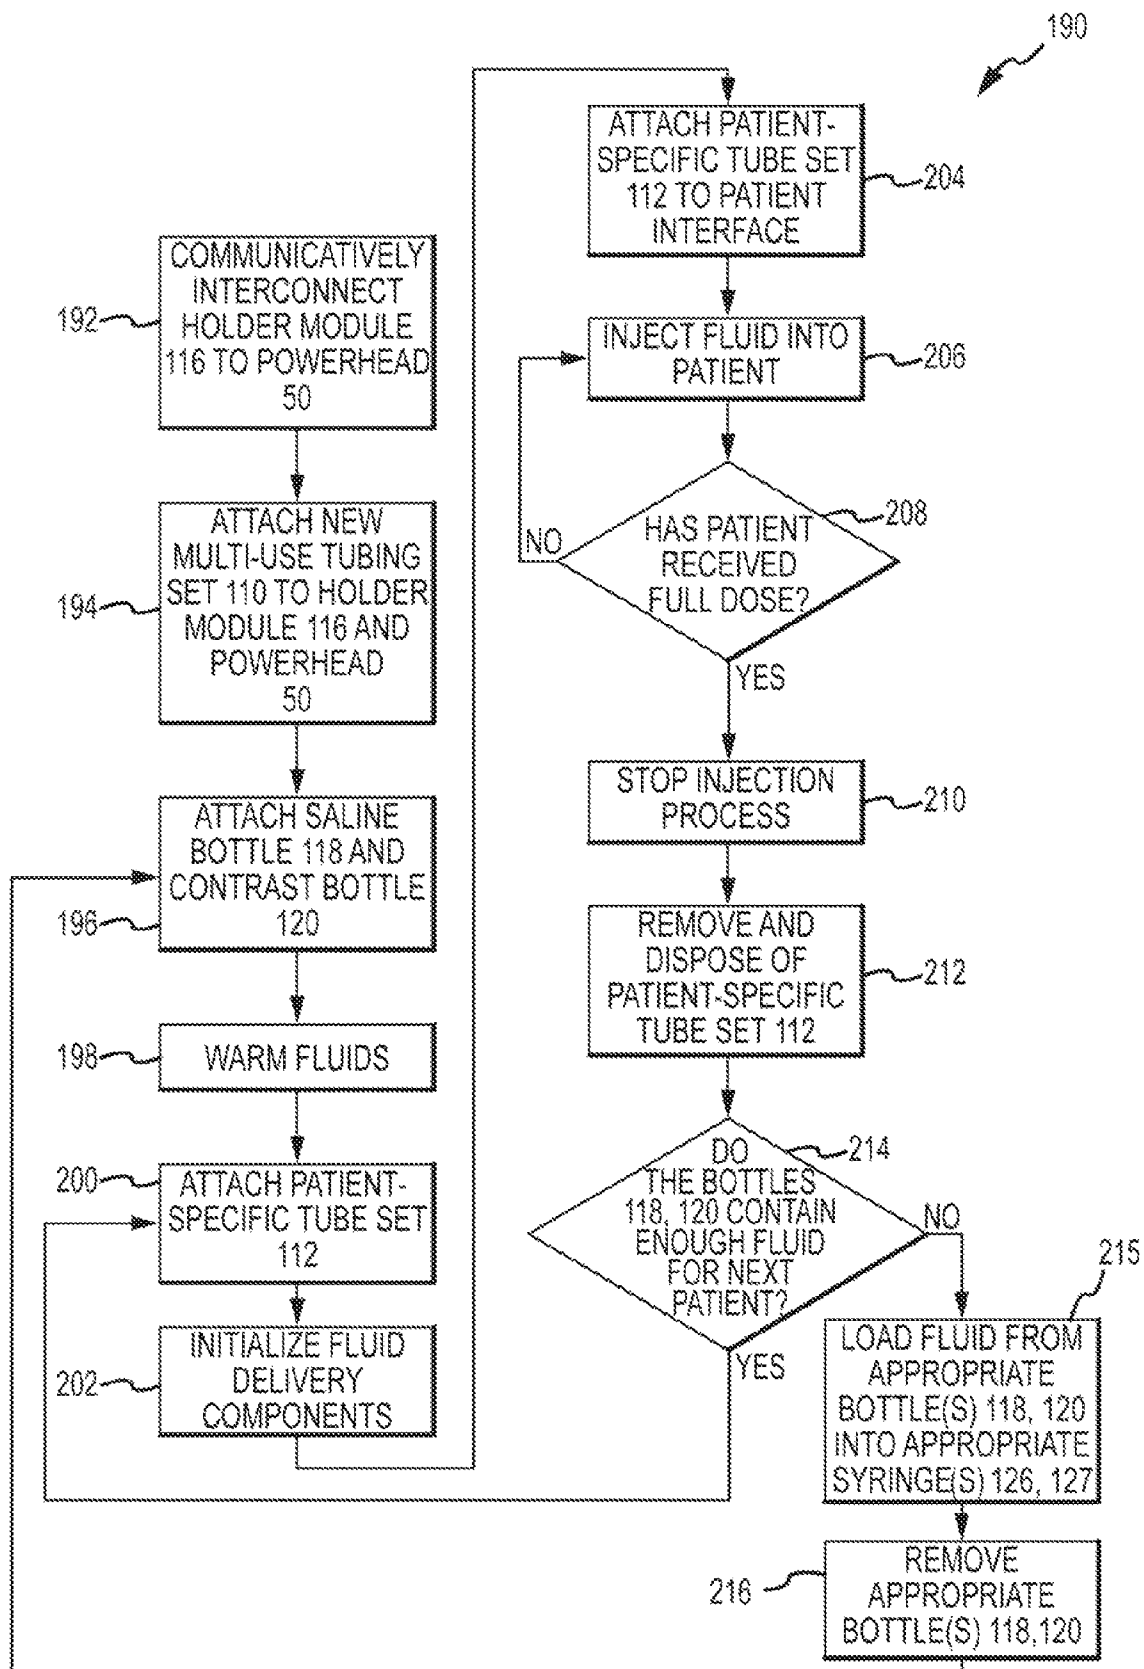 190
COMMUNICATIVELY
INTERCONNECT
HOLDER MODULE
116 TO POWERHEAD
50
192
ATTACH NEW
MULTI-USE TUBING
SET 110 TO HOLDER
MODULE 116 AND
POWERHEAD
50
194
ATTACH SALINE
BOTTLE 118 AND
CONTRAST BOTTLE
120
196
WARM FLUIDS
198
ATTACH PATIENT-
SPECIFIC TUBE SET
112
200
INITIALIZE FLUID
DELIVERY
COMPONENTS
202
ATTACH PATIENT-
SPECIFIC TUBE SET
112 TO PATIENT
INTERFACE
204
INJECT FLUID INTO
PATIENT
206
HAS PATIENT
RECEIVED
FULL DOSE?
208
NO
YES
STOP INJECTION
PROCESS
210
REMOVE AND
DISPOSE OF
PATIENT-SPECIFIC
TUBE SET 112
212
DO
THE BOTTLES
118, 120 CONTAIN
ENOUGH FLUID
FOR NEXT
PATIENT?
214
NO
YES
215
LOAD FLUID FROM
APPROPRIATE
BOTTLE(S) 118, 120
INTO APPROPRIATE
SYRINGE(S) 126, 127
REMOVE
APPROPRIATE
BOTTLE(S) 118,120
216